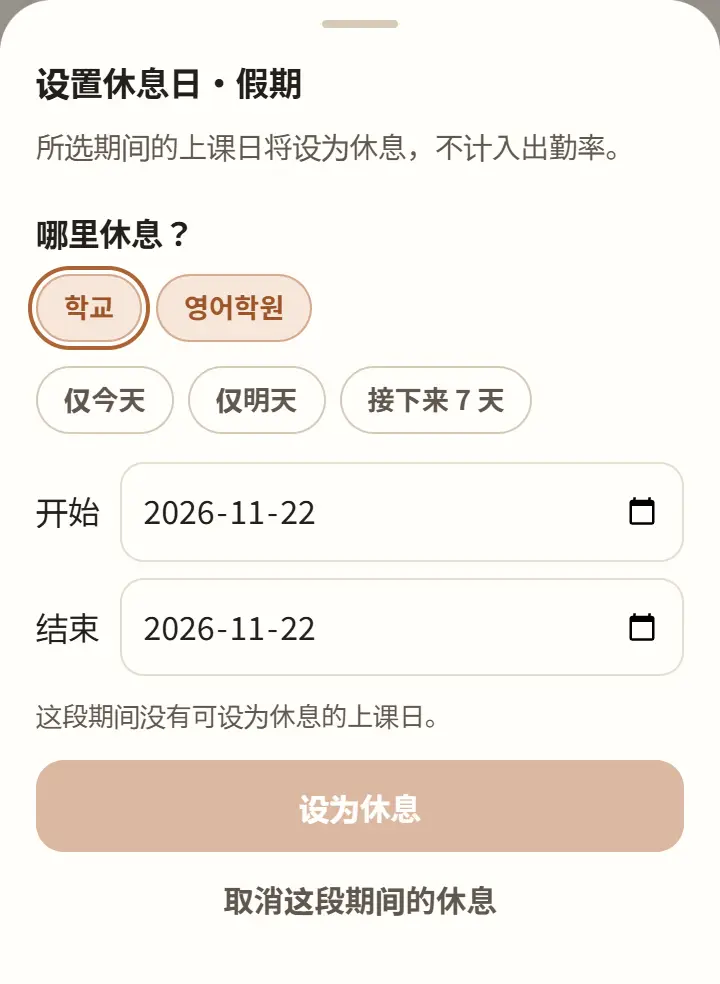 设置休息日·假期
所选期间的上课日将设为休息，不计入出勤率。
哪里休息？
학교 영어학원
仅今天 仅明天 接下来 7 天
开始 2026-11-22
结束 2026-11-22
这段期间没有可设为休息的上课日。
设为休息
取消这段期间的休息